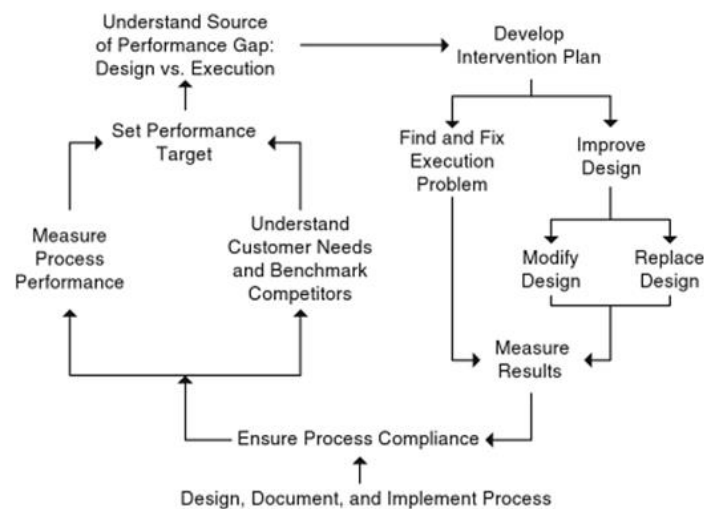 Understand Source
of Performance Gap:
Design vs. Execution
Develop
Intervention Plan
Set Performance
Target
Find and Fix
Execution
Problem
Improve
Design
Measure
Process
Performance
Understand
Customer Needs
and Benchmark
Competitors
Modify
Design
Replace
Design
Measure
Results
Ensure Process Compliance
Design, Document, and Implement Process